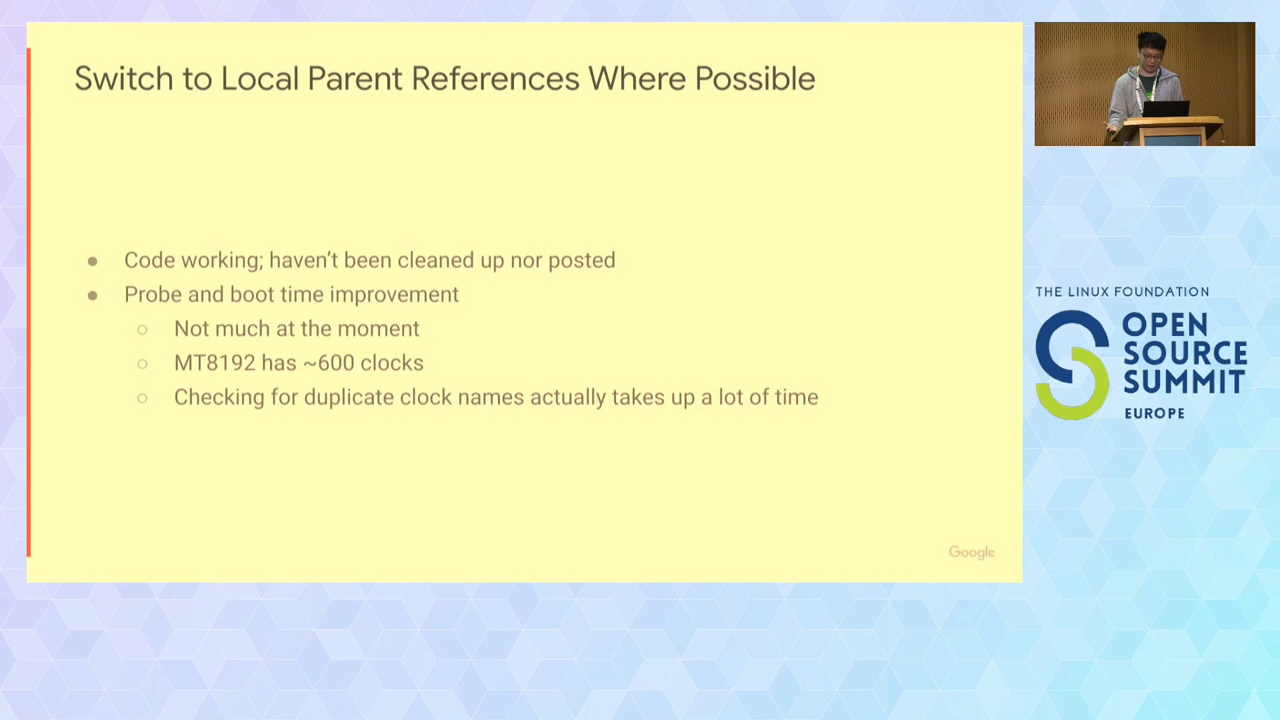 Switch to Local Parent References Where Possible
● Code working; haven’t been cleaned up nor posted
● Probe and boot time improvement
○ Not much at the moment
○ MT8192 has ~600 clocks
○ Checking for duplicate clock names actually takes up a lot of time
Google
THE LINUX FOUNDATION
OPEN
SOURCE
SUMMIT
EUROPE